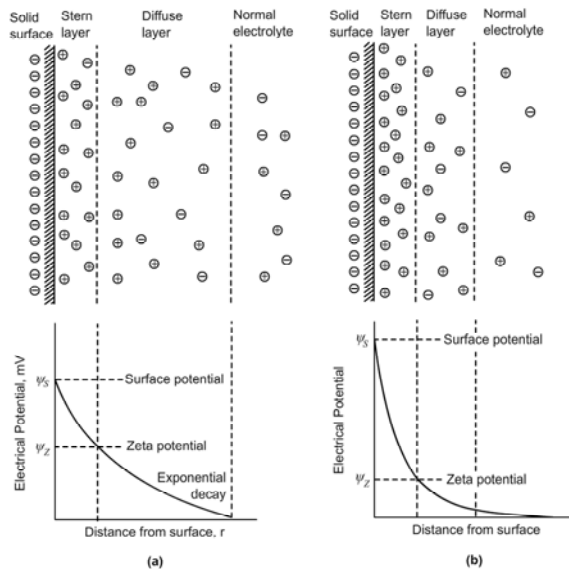 Solid surface
Stern layer
Diffuse layer
Normal electrolyte
ψS
Surface potential
ψZ
Zeta potential
Exponential decay
Electrical Potential, mV
Distance from surface, r
(a)
Solid surface
Stern layer
Diffuse layer
Normal electrolyte
ψS
Surface potential
ψZ
Zeta potential
Electrical Potential
Distance from surface
(b)